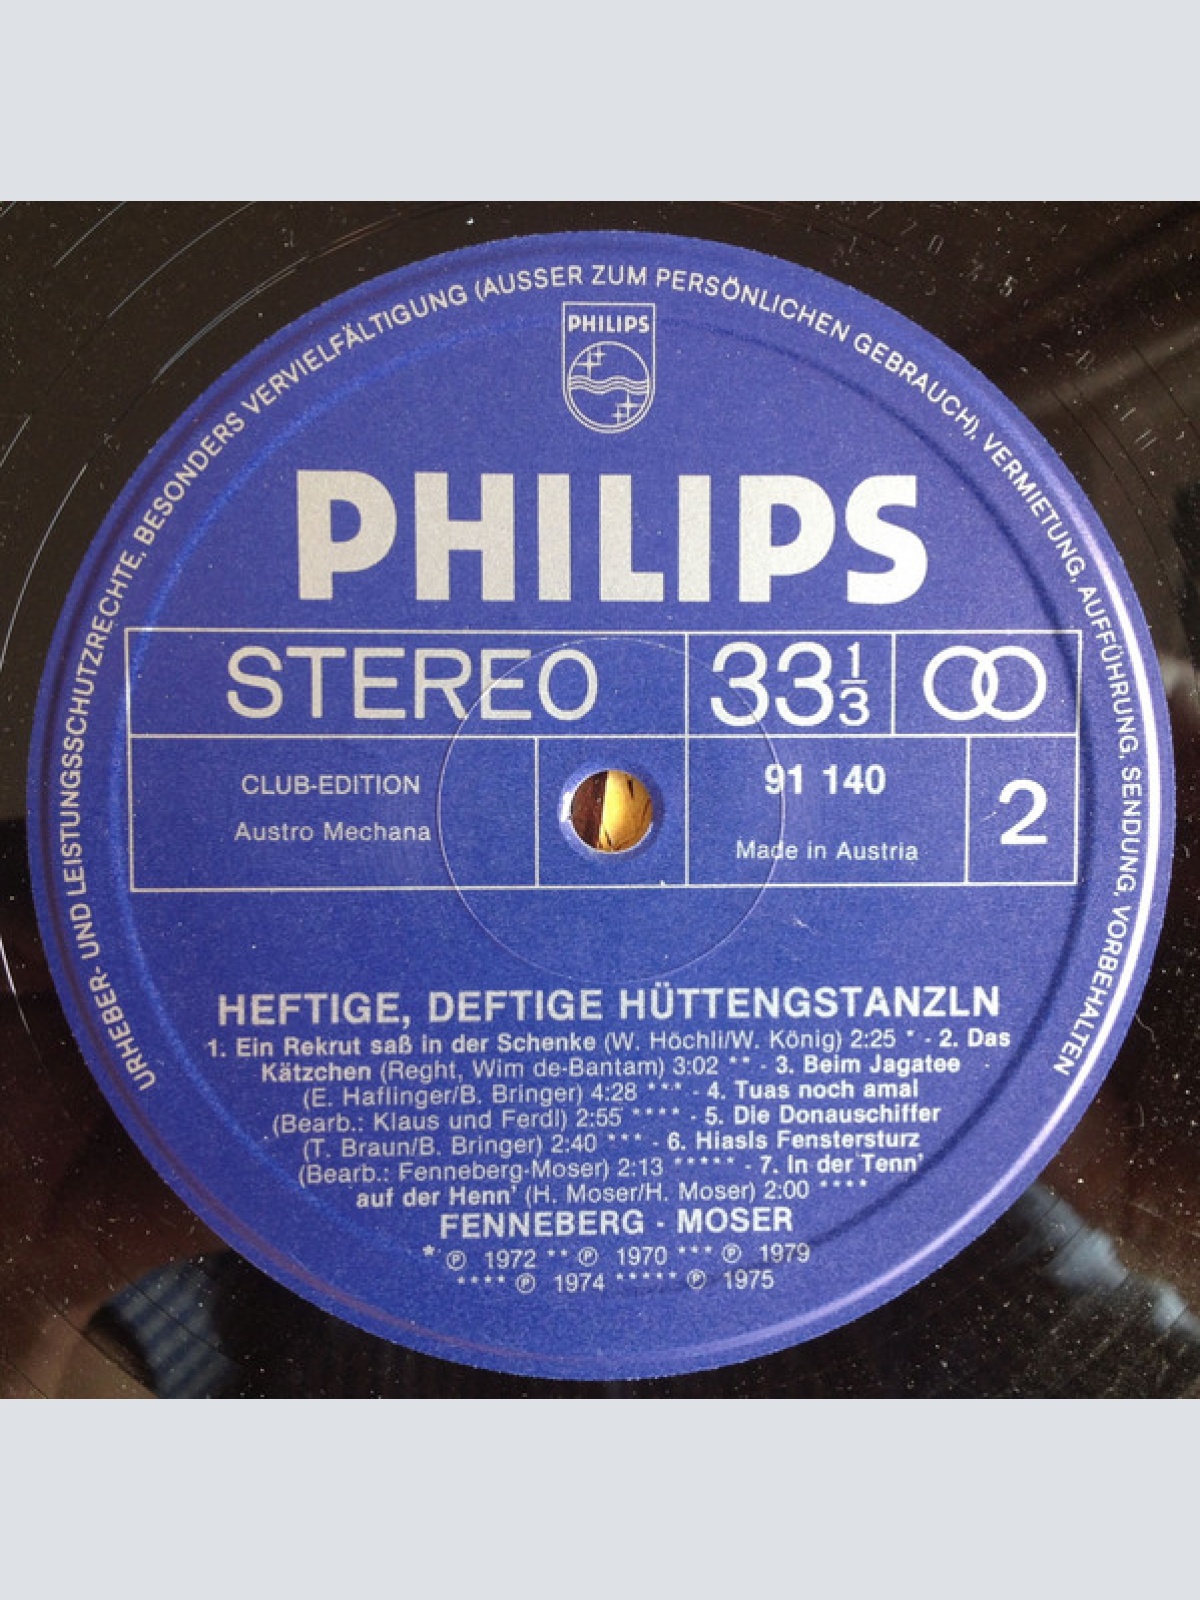 URHEBER- UND LEISTUNGSSCHUTZRECHTE, BESONDERS VERVIELFÄLTIGUNG (AUSSER ZUM PERSÖNLICHEN GEBRAUCH), VERMIETUNG, AUFFÜHRUNG, SENDUNG, VORBEHALTEN
PHILIPS
PHILIPS
STEREO 33 1/3
CLUB-EDITION
Austro Mechana
91 140
Made in Austria
2
HEFTIGE, DEFTIGE HÜTTENGSTANZLN
1. Ein Rekrut saß in der Schenke (W. Höchli/W. König) 2:25 * - 2. Das
Kätzchen (Reght, Wim de-Bantam) 3:02 ** - 3. Beim Jagatee
(E. Haflinger/B. Bringer) 4:28 *** - 4. Tuas noch amal
(Bearb.: Klaus und Ferdl) 2:55 **** - 5. Die Donauschiffer
(T. Braun/B. Bringer) 2:40 *** - 6. Hiasls Fenstersturz
(Bearb.: Fenneberg-Moser) 2:13 ***** - 7. In der Tenn'
auf der Henn' (H. Moser/H. Moser) 2:00 ****
FENNEBERG - MOSER
* ℗ 1972 ** ℗ 1970 *** ℗ 1979
**** ℗ 1974 ***** ℗ 1975